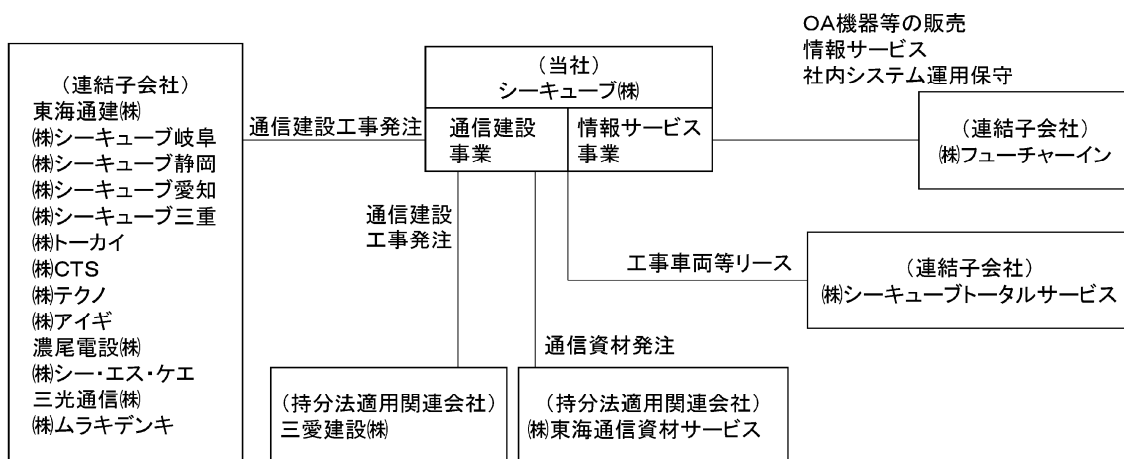 (連結子会社)
東海通建㈱
㈱シーキューブ岐阜
㈱シーキューブ静岡
㈱シーキューブ愛知
㈱シーキューブ三重
㈱トーカイ
㈱CTS
㈱テクノ
㈱アイギ
濃尾電設㈱
㈱シー・エス・ケエ
三光通信㈱
㈱ムラキデンキ
通信建設工事発注
(当社)
シーキューブ㈱
通信建設
事業
情報サービス
事業
OA機器等の販売
情報サービス
社内システム運用保守
(連結子会社)
㈱フューチャーイン
通信建設
工事発注
工事車両等リース
(連結子会社)
㈱シーキューブトータルサービス
通信資材発注
(持分法適用関連会社)
三愛建設㈱
(持分法適用関連会社)
㈱東海通信資材サービス